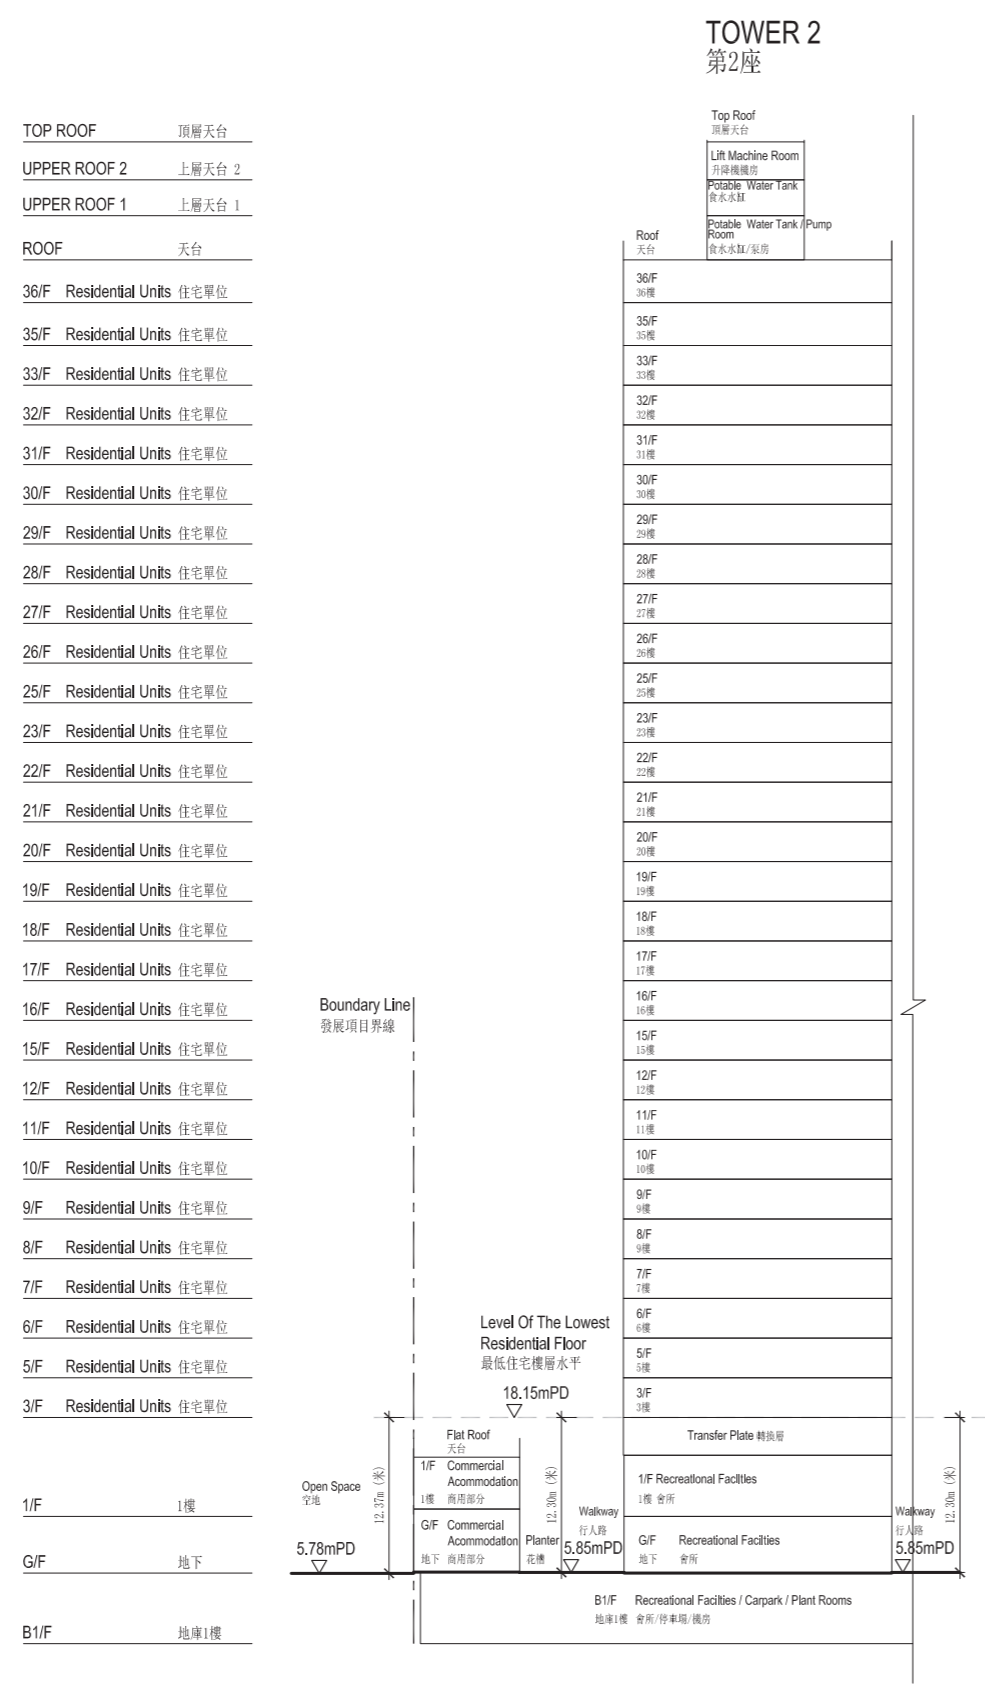 TOWER 2
第2座
TOP ROOF 頂層天台
UPPER ROOF 2 上層天台 2
UPPER ROOF 1 上層天台 1
ROOF 天台
36/F Residential Units 住宅單位
35/F Residential Units 住宅單位
33/F Residential Units 住宅單位
32/F Residential Units 住宅單位
31/F Residential Units 住宅單位
30/F Residential Units 住宅單位
29/F Residential Units 住宅單位
28/F Residential Units 住宅單位
27/F Residential Units 住宅單位
26/F Residential Units 住宅單位
25/F Residential Units 住宅單位
23/F Residential Units 住宅單位
22/F Residential Units 住宅單位
21/F Residential Units 住宅單位
20/F Residential Units 住宅單位
19/F Residential Units 住宅單位
18/F Residential Units 住宅單位
17/F Residential Units 住宅單位
16/F Residential Units 住宅單位
15/F Residential Units 住宅單位
12/F Residential Units 住宅單位
11/F Residential Units 住宅單位
10/F Residential Units 住宅單位
9/F Residential Units 住宅單位
8/F Residential Units 住宅單位
7/F Residential Units 住宅單位
6/F Residential Units 住宅單位
5/F Residential Units 住宅單位
3/F Residential Units 住宅單位
1/F 1樓
G/F 地下
B1/F 地庫1樓
Top Roof
頂層天台
Lift Machine Room
升降機機房
Potable Water Tank
食水水缸
Potable Water Tank / Pump
Room
食水水缸/泵房
Roof
天台
36/F
36樓
35/F
35樓
33/F
33樓
32/F
32樓
31/F
31樓
30/F
30樓
29/F
29樓
28/F
28樓
27/F
27樓
26/F
26樓
25/F
25樓
23/F
23樓
22/F
22樓
21/F
21樓
20/F
20樓
19/F
19樓
18/F
18樓
17/F
17樓
16/F
16樓
15/F
15樓
12/F
12樓
11/F
11樓
10/F
10樓
9/F
9樓
8/F
9樓
7/F
7樓
6/F
6樓
5/F
5樓
3/F
3樓
Boundary Line
發展項目界線
Level Of The Lowest
Residential Floor
最低住宅樓層水平
18.15mPD
Transfer Plate 轉換層
Flat Roof
天台
1/F Commercial
Acommodation
1樓 商用部分
G/F Commercial
Acommodation
地下 商用部分
Open Space
空地
5.78mPD
12.37m (米)
Planter
花槽
12.30m (米)
Walkway
行人路
5.85mPD
1/F Recreational Facilties
1樓 會所
G/F Recreational Facilties
地下 會所
Walkway
行人路
5.85mPD
12.30m (米)
B1/F Recreational Facilties / Carpark / Plant Rooms
地庫1樓 會所/停車場/機房